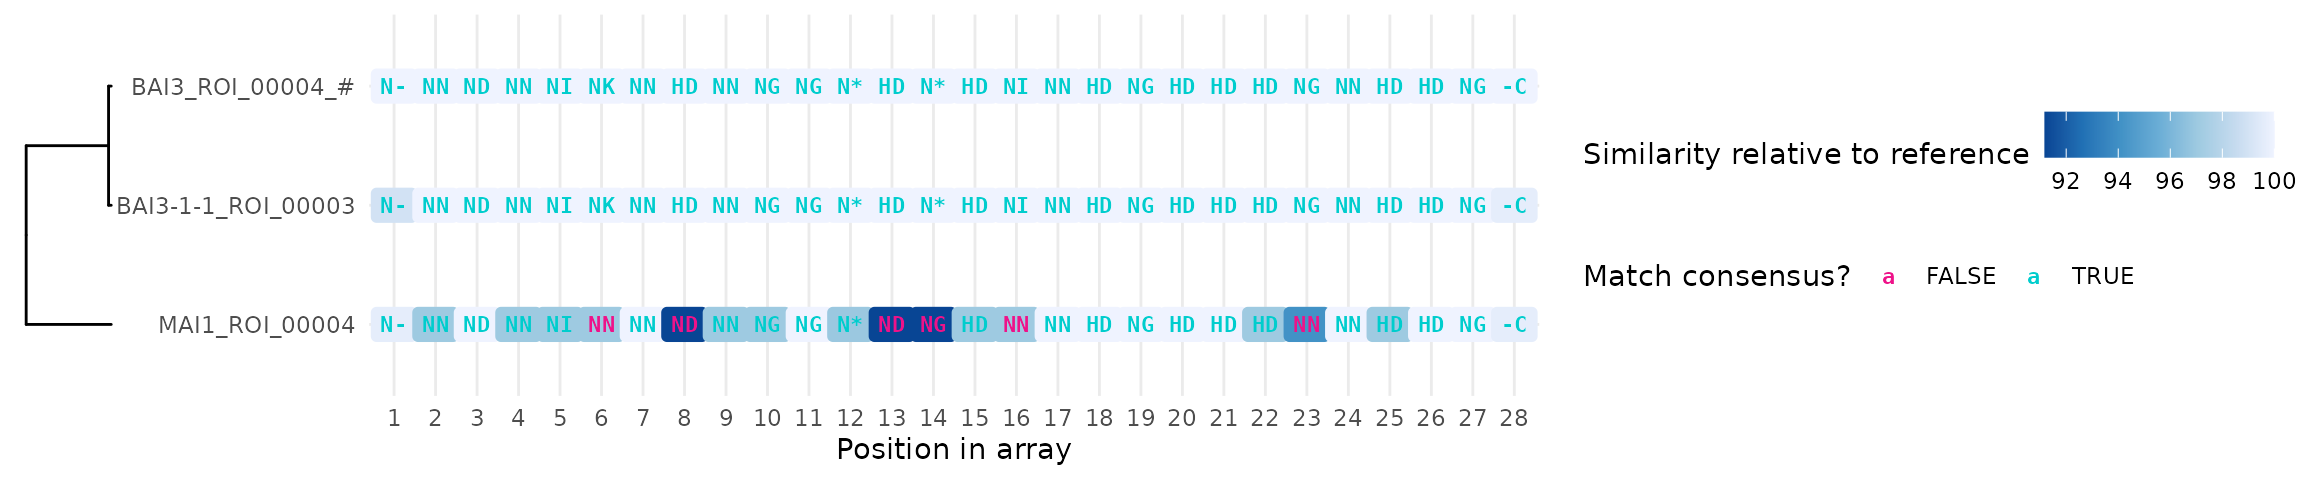 BAI3_ROI_00004_# N- NN ND NN NI NK NN HD NN NG NG N* HD N* HD NI NN HD NG HD HD HD NG NN HD HD NG -C
BAI3-1-1_ROI_00003 N- NN ND NN NI NK NN HD NN NG NG N* HD N* HD NI NN HD NG HD HD HD NG NN HD HD NG -C
MAI1_ROI_00004 N- NN ND NN NI NN NN ND NN NG NG N* ND NG HD NN NN HD NG HD HD HD NN NN HD HD NG -C
1 2 3 4 5 6 7 8 9 10 11 12 13 14 15 16 17 18 19 20 21 22 23 24 25 26 27 28
Position in array
Similarity relative to reference
92 94 96 98 100
Match consensus? a FALSE a TRUE